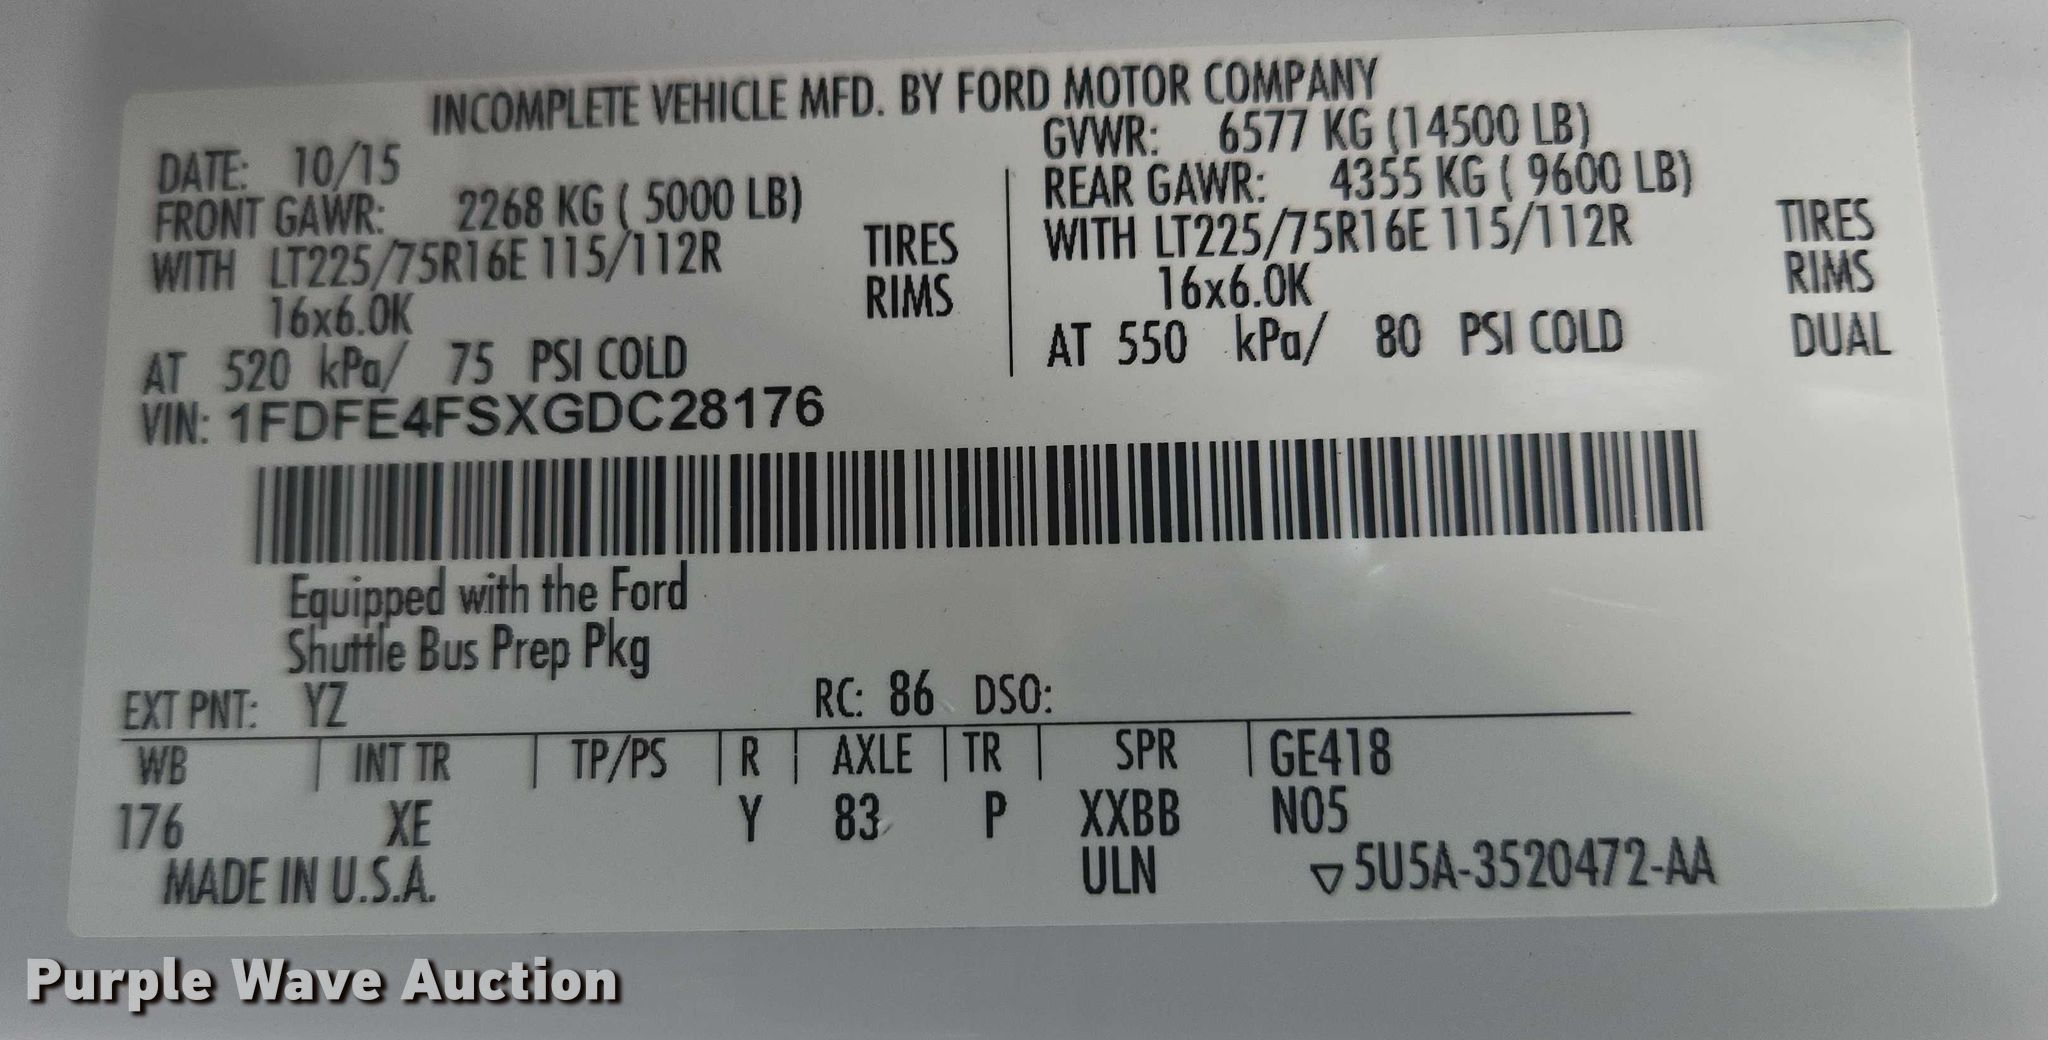 INCOMPLETE VEHICLE MFD. BY FORD MOTOR COMPANY
DATE: 10/15
FRONT GAWR: 2268 KG ( 5000 LB)
WITH LT225/75R16E 115/112R TIRES
16x6.0K RIMS
AT 520 kPa/ 75 PSI COLD
GVWR: 6577 KG (14500 LB)
REAR GAWR: 4355 KG ( 9600 LB)
WITH LT225/75R16E 115/112R TIRES
16x6.0K RIMS
AT 550 kPa/ 80 PSI COLD DUAL
VIN: 1FDFE4FSXGDC28176
Equipped with the Ford
Shuttle Bus Prep Pkg
EXT PNT: YZ RC: 86 DSO:
WB | INT TR | TP/PS | R | AXLE | TR | SPR | GE418
176 XE Y 83 P XXBB N05
MADE IN U.S.A. ULN ▽5U5A-3520472-AA
Purple Wave Auction